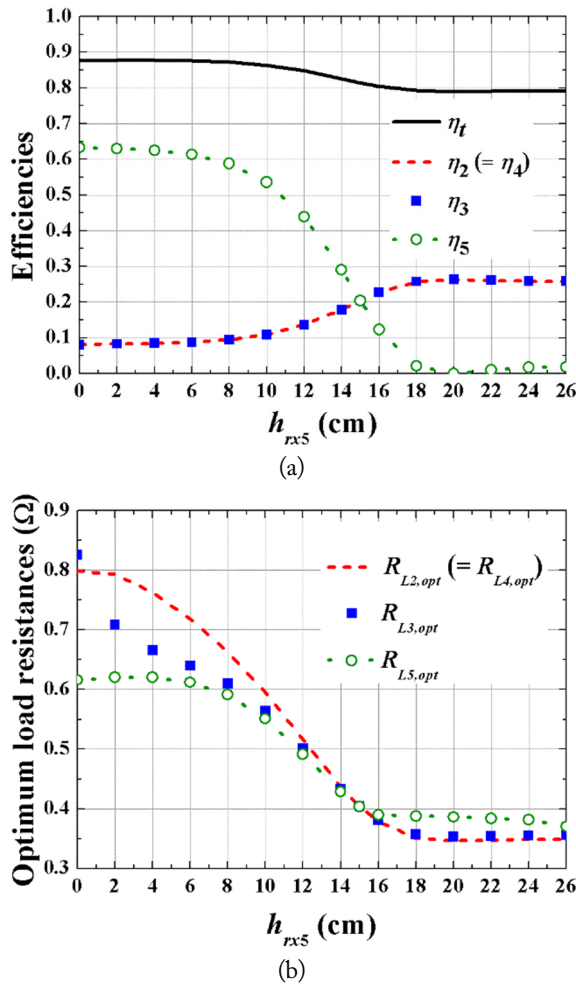 (a)
1.0
0.9
0.8
0.7
0.6
0.5
0.4
0.3
0.2
0.1
0.0
Efficiencies
ηt
η2 (= η4)
η3
η5
0 2 4 6 8 10 12 14 16 18 20 22 24 26
hrx5 (cm)
(a)
0.9
0.8
0.7
0.6
0.5
0.4
0.3
Optimum load resistances (Ω)
RL2,opt (= RL4,opt)
RL3,opt
RL5,opt
0 2 4 6 8 10 12 14 16 18 20 22 24 26
hrx5 (cm)
(b)